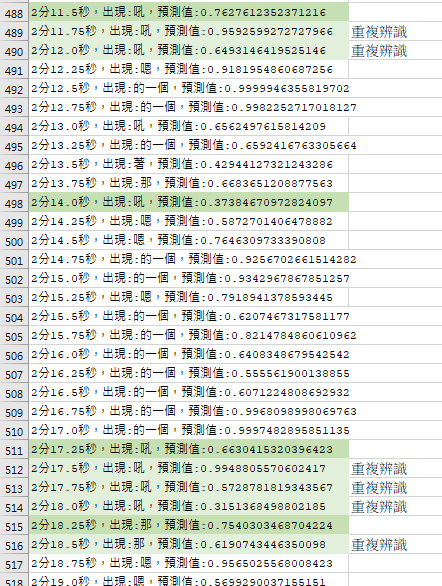 488 2分11.5秒，出現:吼，預測值:0.7627612352371216
489 2分11.75秒，出現:吼，預測值:0.9592599272727966 重複辨識
490 2分12.0秒，出現:吼，預測值:0.6493146419525146 重複辨識
491 2分12.25秒，出現:嗯，預測值:0.9181954860687256
492 2分12.5秒，出現:的一個，預測值:0.9999946355819702
493 2分12.75秒，出現:的一個，預測值:0.9982252717018127
494 2分13.0秒，出現:吼，預測值:0.6562497615814209
495 2分13.25秒，出現:的一個，預測值:0.6592416763305664
496 2分13.5秒，出現:著，預測值:0.42944127321243286
497 2分13.75秒，出現:那，預測值:0.6683651208877563
498 2分14.0秒，出現:吼，預測值:0.37384670972824097
499 2分14.25秒，出現:嗯，預測值:0.5872701406478882
500 2分14.5秒，出現:嗯，預測值:0.7646309733390808
501 2分14.75秒，出現:的一個，預測值:0.9256702661514282
502 2分15.0秒，出現:的一個，預測值:0.9342967867851257
503 2分15.25秒，出現:嗯，預測值:0.7918941378593445
504 2分15.5秒，出現:的一個，預測值:0.6207467317581177
505 2分15.75秒，出現:的一個，預測值:0.8214784860610962
506 2分16.0秒，出現:的一個，預測值:0.6408348679542542
507 2分16.25秒，出現:的一個，預測值:0.555561900138855
508 2分16.5秒，出現:的一個，預測值:0.6071224808692932
509 2分16.75秒，出現:的一個，預測值:0.9968098998069763
510 2分17.0秒，出現:的一個，預測值:0.9997482895851135
511 2分17.25秒，出現:吼，預測值:0.6630415320396423
512 2分17.5秒，出現:吼，預測值:0.9948805570602417 重複辨識
513 2分17.75秒，出現:吼，預測值:0.5728781819343567 重複辨識
514 2分18.0秒，出現:吼，預測值:0.3151368498802185 重複辨識
515 2分18.25秒，出現:那，預測值:0.7540303468704224
516 2分18.5秒，出現:那，預測值:0.6190743446350098 重複辨識
517 2分18.75秒，出現:嗯，預測值:0.9565025568008423
518 2分19.0秒，出現:嗯，預測值:0.5699290037155151